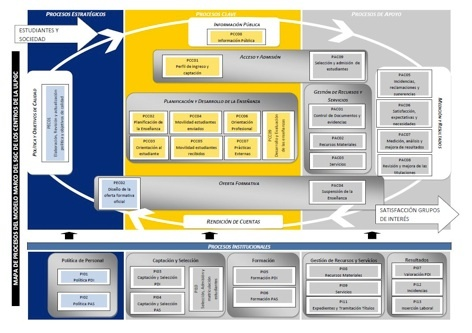 MAPA DE PROCESOS DEL MODELO MARCO DEL SGC DE LOS CENTROS DE LA ULPGC
PROCESOS ESTRATÉGICOS
PROCESOS CLAVE
PROCESOS DE APOYO
ESTUDIANTES Y
SOCIEDAD
INFORMACIÓN PÚBLICA
PCC08
Información Pública
ACCESO Y ADMISIÓN
PCC01
Perfil de ingreso y
captación
Selección y admisión de
estudiantes
POLÍTICA Y OBJETIVOS DE CALIDAD
PLANIFICACIÓN Y DESARROLLO DE LA ENSEÑANZA
PCC02
Planificación de
la Enseñanza
PCC04
Movilidad estudiantes
enviados
PCC06
Orientación
Profesional
PCC03
Orientación al
estudiante
PCC05
Movilidad estudiantes
recibidos
PCC07
Prácticas
Externas
GESTIÓN DE RECURSOS Y
SERVICIOS
PAC01
Control de Documentos y
evidencias
PAC02
Recursos Materiales
PAC03
Servicios
PAC05
Incidencias,
reclamaciones y
sugerencias
PAC06
Satisfacción,
expectativas y
necesidades
PAC07
Medición, análisis y
mejora de resultados
PAC08
Revisión y mejora de las
titulaciones
OFERTA FORMATIVA
PEC02
Diseño de la
oferta formativa
oficial
PAC04
Suspensión de la
Enseñanza
RENDICIÓN DE CUENTAS
SATISFACCIÓN GRUPOS
DE INTERÉS
PROCESOS INSTITUCIONALES
Política de Personal
PI01
Política PDI
PI02
Política PAS
Captación y Selección
PI03
Captación y Selección
PDI
PI04
Captación y Selección
PAS
Formación
PI05
Formación PDI
PI06
Formación PAS
Gestión de Recursos y Servicios
PI08
Recursos Materiales
PI09
Servicios
Expedientes y Tramitación Títulos
Resultados
PI07
Valoración PDI
Incidencias
Inserción Laboral